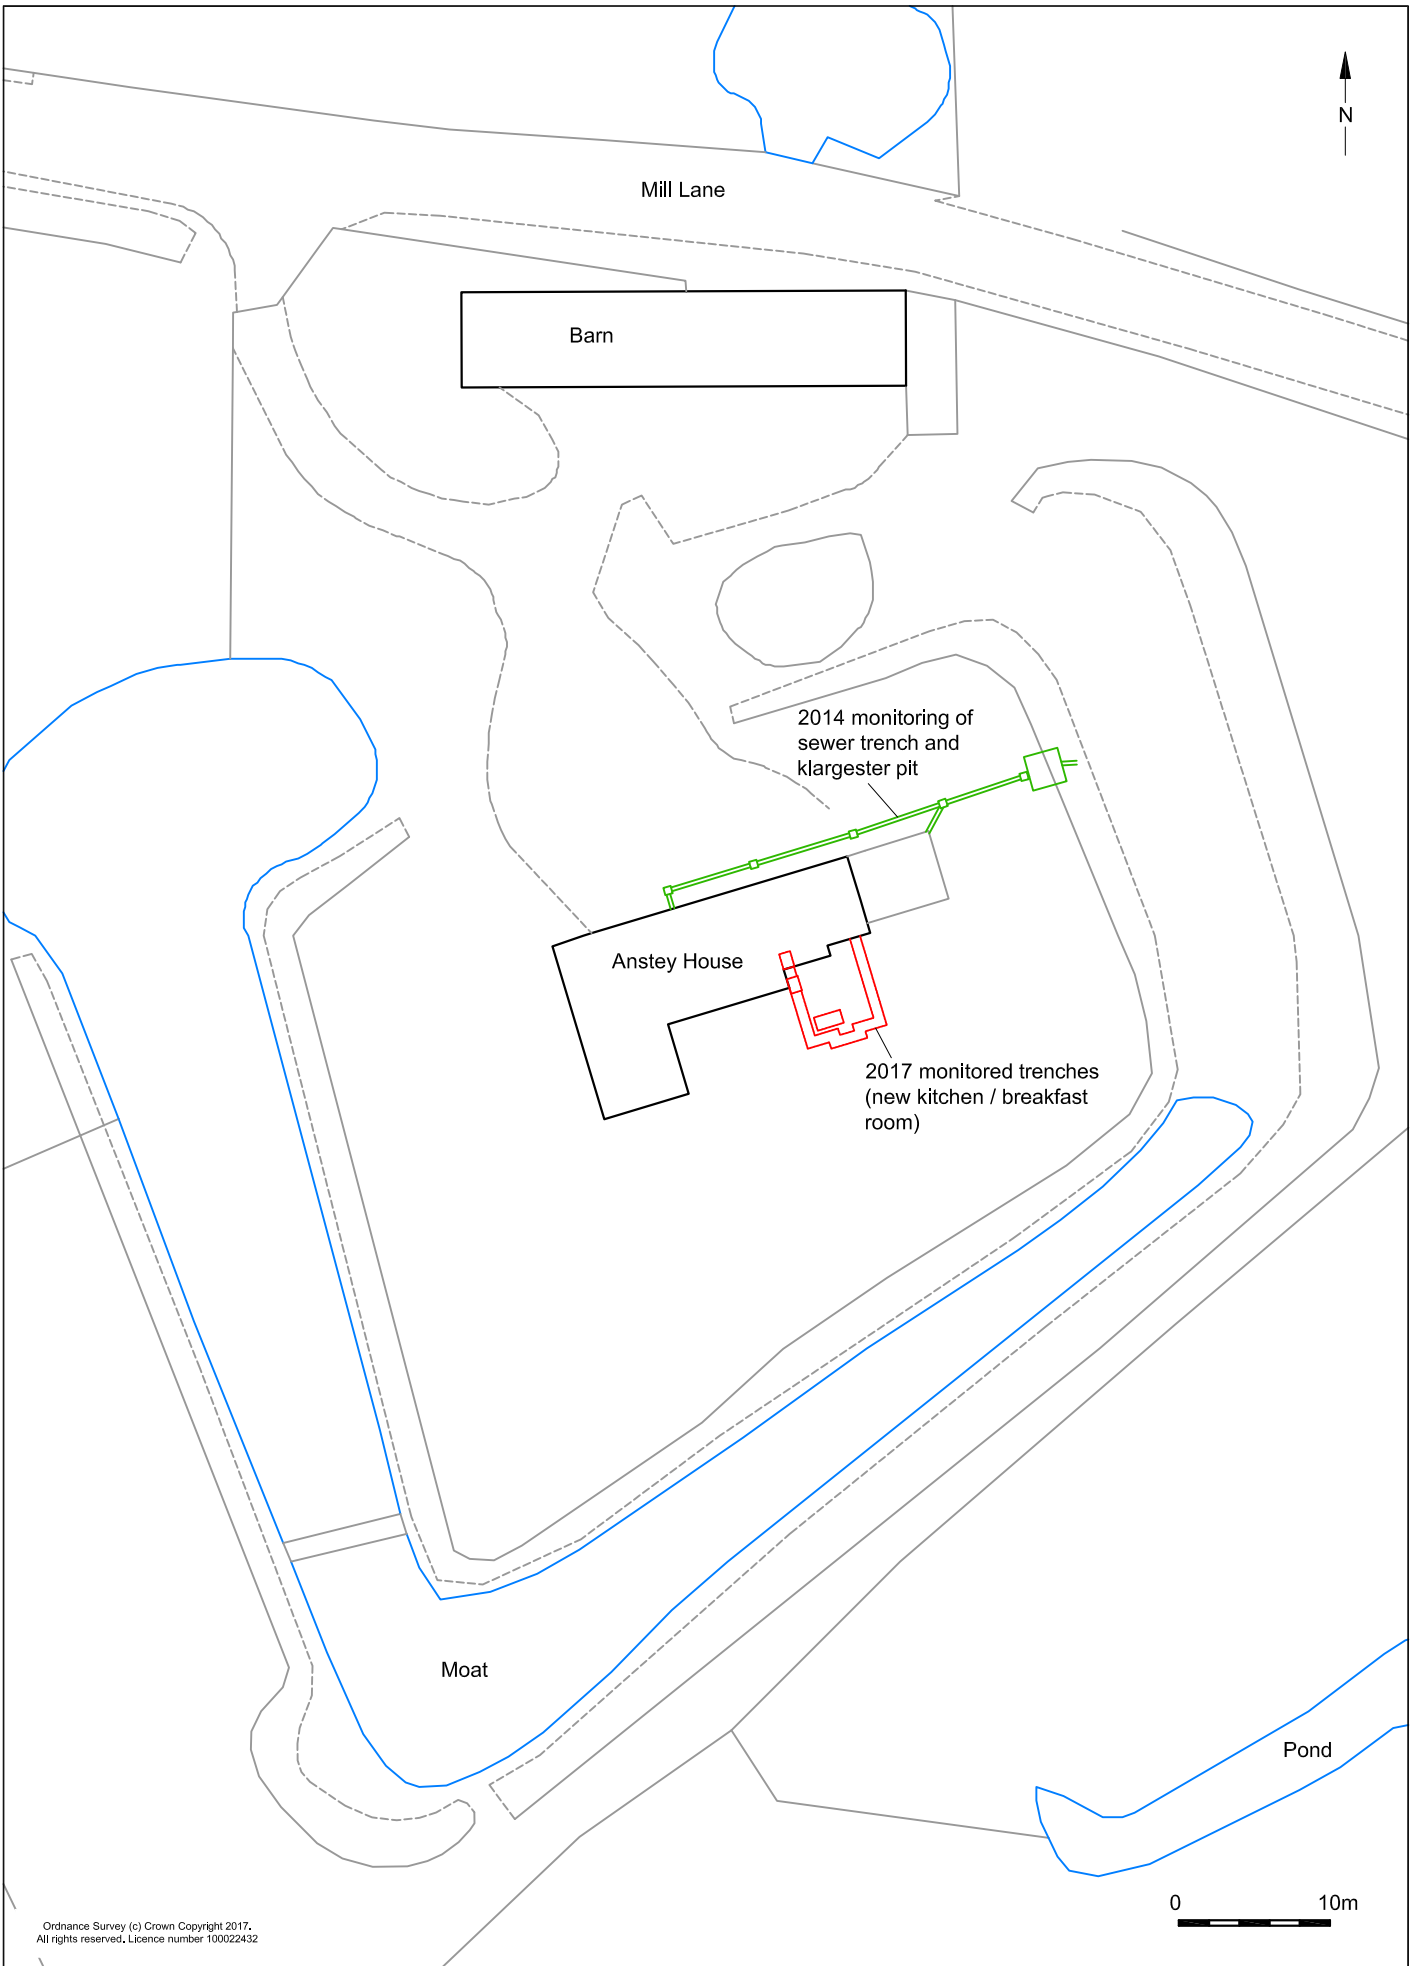 N
Mill Lane
Barn
2014 monitoring of
sewer trench and
klargester pit
Anstey House
2017 monitored trenches
(new kitchen / breakfast
room)
Moat
Pond
0 10m
Ordnance Survey (c) Crown Copyright 2017.
All rights reserved. Licence number 100022432